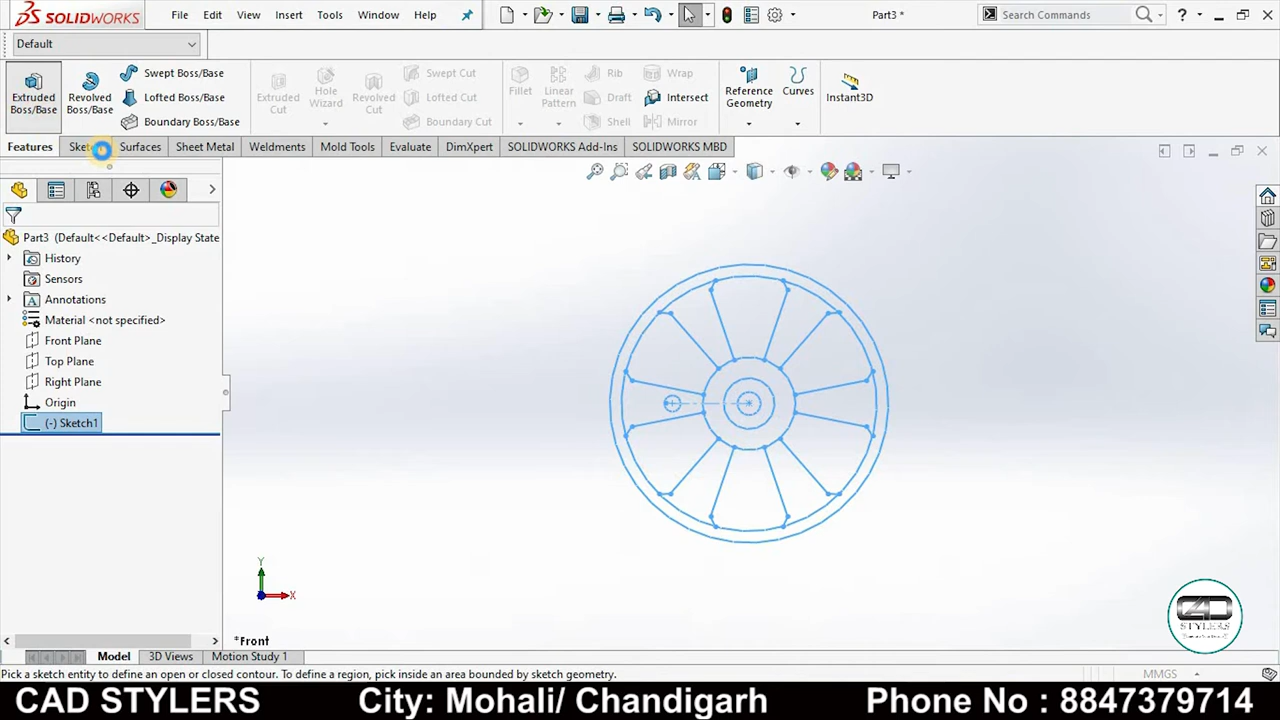 SOLIDWORKS File Edit View Insert Tools Window Help Part3 * Search Commands ?
Default
Extruded Boss/Base
Revolved Boss/Base
Swept Boss/Base
Lofted Boss/Base
Boundary Boss/Base
Extruded Cut
Hole Wizard
Revolved Cut
Swept Cut
Lofted Cut
Boundary Cut
Fillet
Linear Pattern
Rib
Draft
Shell
Wrap
Intersect
Mirror
Reference Geometry
Curves
Instant3D
Features Surfaces Sheet Metal Weldments Mold Tools Evaluate DimXpert SOLIDWORKS Add-Ins SOLIDWORKS MBD
Part3 (Default<<Default>_Display State
History
Sensors
Annotations
Material <not specified>
Front Plane
Top Plane
Right Plane
Origin
(-) Sketch1
Y
X
*Front
STYLERS
Model 3D Views Motion Study 1
Pick a sketch entity to define an open or closed contour. To define a region, pick inside an area bounded by sketch geometry. MMGS
CAD STYLERS City: Mohali/ Chandigarh Phone No : 8847379714